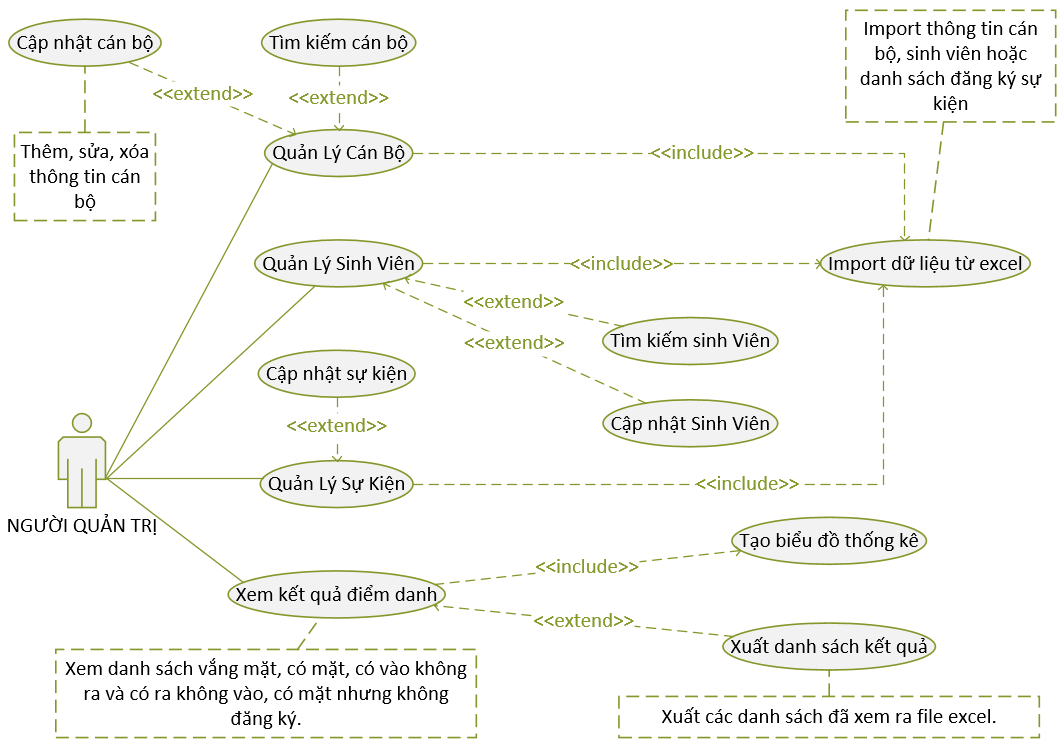 Cập nhật cán bộ
Tìm kiếm cán bộ
Import thông tin cán
bộ, sinh viên hoặc
danh sách đăng ký sự
kiện
<<extend>>
<<extend>>
Thêm, sửa, xóa
thông tin cán
bộ
Quản Lý Cán Bộ
<<include>>
Quản Lý Sinh Viên
<<include>>
Import dữ liệu từ excel
<<extend>>
Tìm kiếm sinh Viên
<<extend>>
Cập nhật sự kiện
Cập nhật Sinh Viên
<<extend>>
Quản Lý Sự Kiện
<<include>>
NGƯỜI QUẢN TRỊ
Tạo biểu đồ thống kê
<<include>>
Xem kết quả điểm danh
<<extend>>
Xuất danh sách kết quả
Xem danh sách vắng mặt, có mặt, có vào không
ra và có ra không vào, có mặt nhưng không
đăng ký.
Xuất các danh sách đã xem ra file excel.